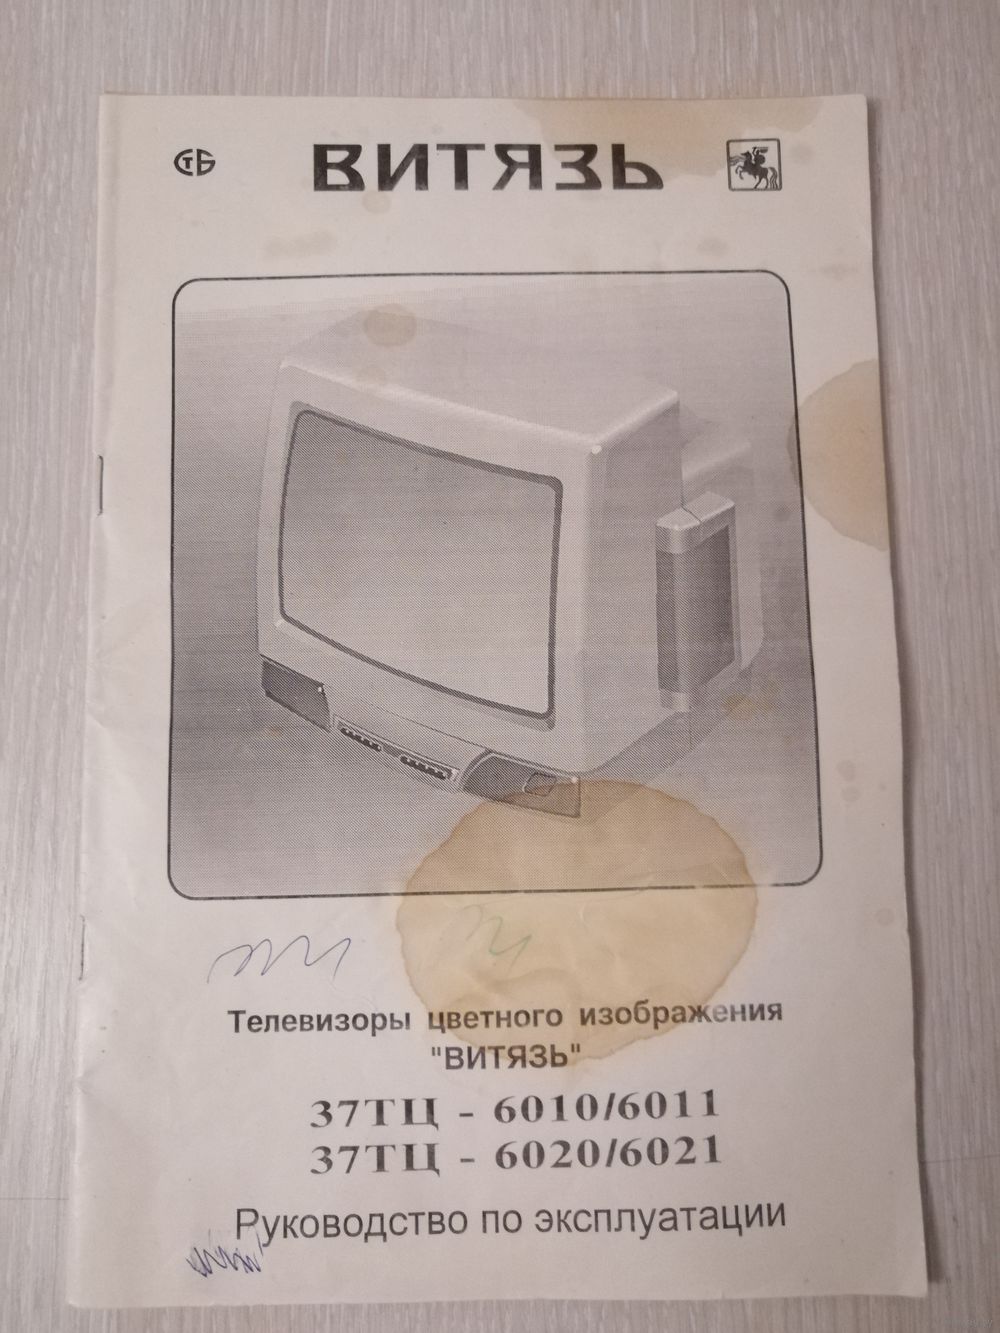 СТБ ВИТЯЗЬ
Телевизоры цветного изображения
"ВИТЯЗЬ"
37ТЦ - 6010/6011
37ТЦ - 6020/6021
Руководство по эксплуатации